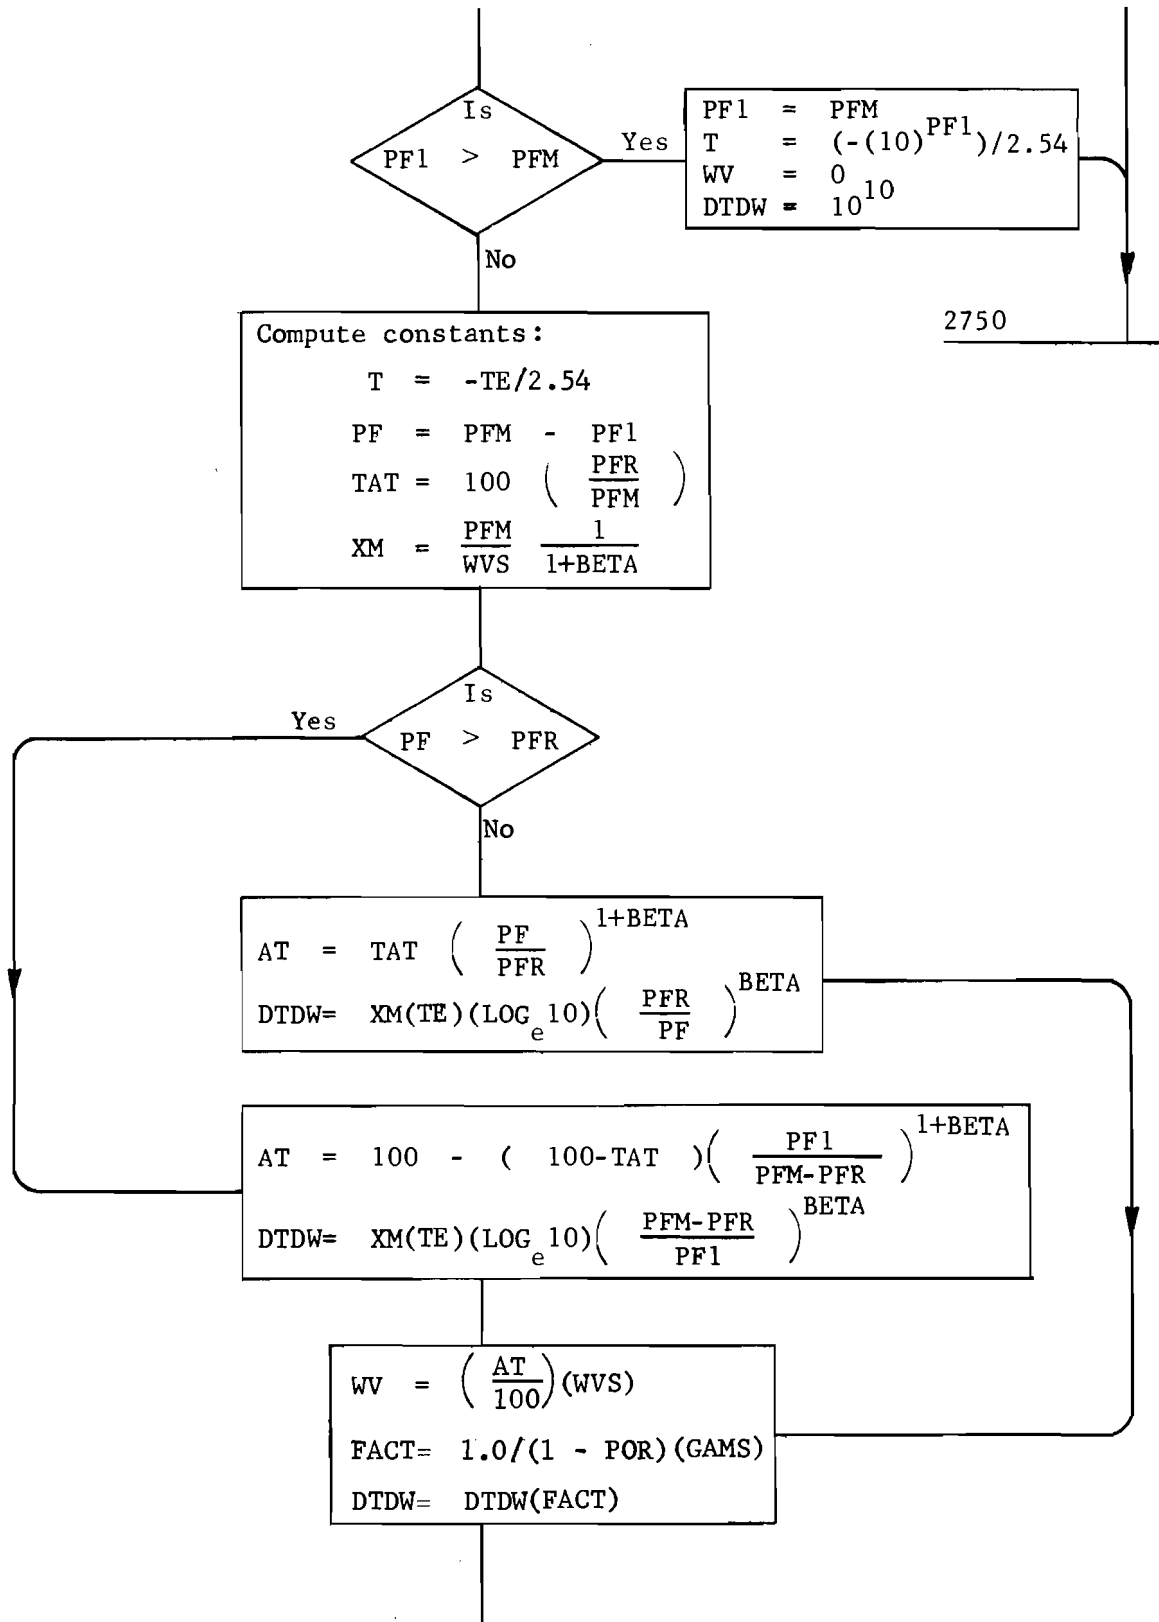 Is
PF1 > PFM
Yes
PF1 = PFM
T = (-(10)^PF1)/2.54
WV = 0
DTDW = 10^10
No
2750
Compute constants:
T = -TE/2.54
PF = PFM - PF1
TAT = 100 ( PFR / PFM )
XM = PFM / WVS 1 / 1+BETA
Is
PF > PFR
Yes
No
AT = TAT ( PF / PFR )^1+BETA
DTDW= XM(TE)(LOG_e 10)( PFR / PF )^BETA
AT = 100 - ( 100-TAT )( PF1 / PFM-PFR )^1+BETA
DTDW= XM(TE)(LOG_e 10)( PFM-PFR / PF1 )^BETA
WV = ( AT / 100 )(WVS)
FACT= 1.0/(1 - POR)(GAMS)
DTDW= DTDW(FACT)